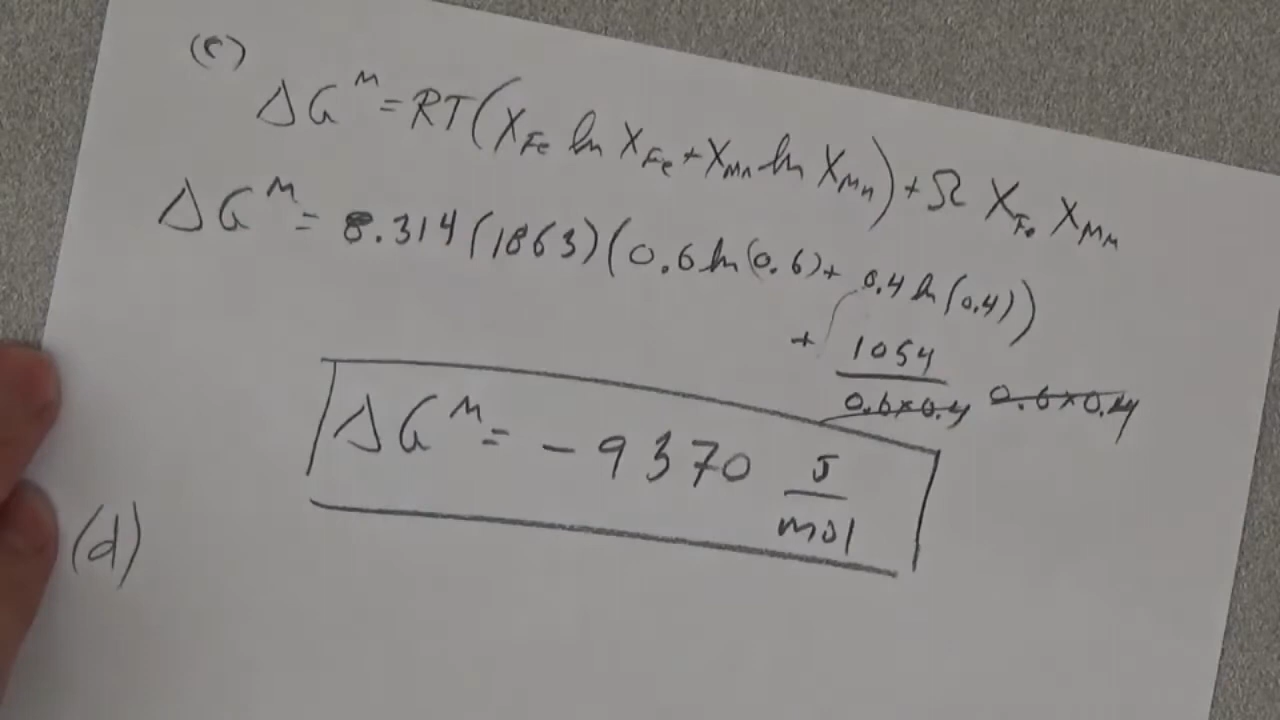 (c)
ΔG^M = RT(X_Fe ln X_Fe + X_Mn ln X_Mn) + Ω X_Fe X_Mn
ΔG^M = 8.314(1863)(0.6 ln(0.6) + 0.4 ln(0.4))
+ 1054
0.6×0.4 0.6×0.4
ΔG^M = -9370 J/mol
(d)